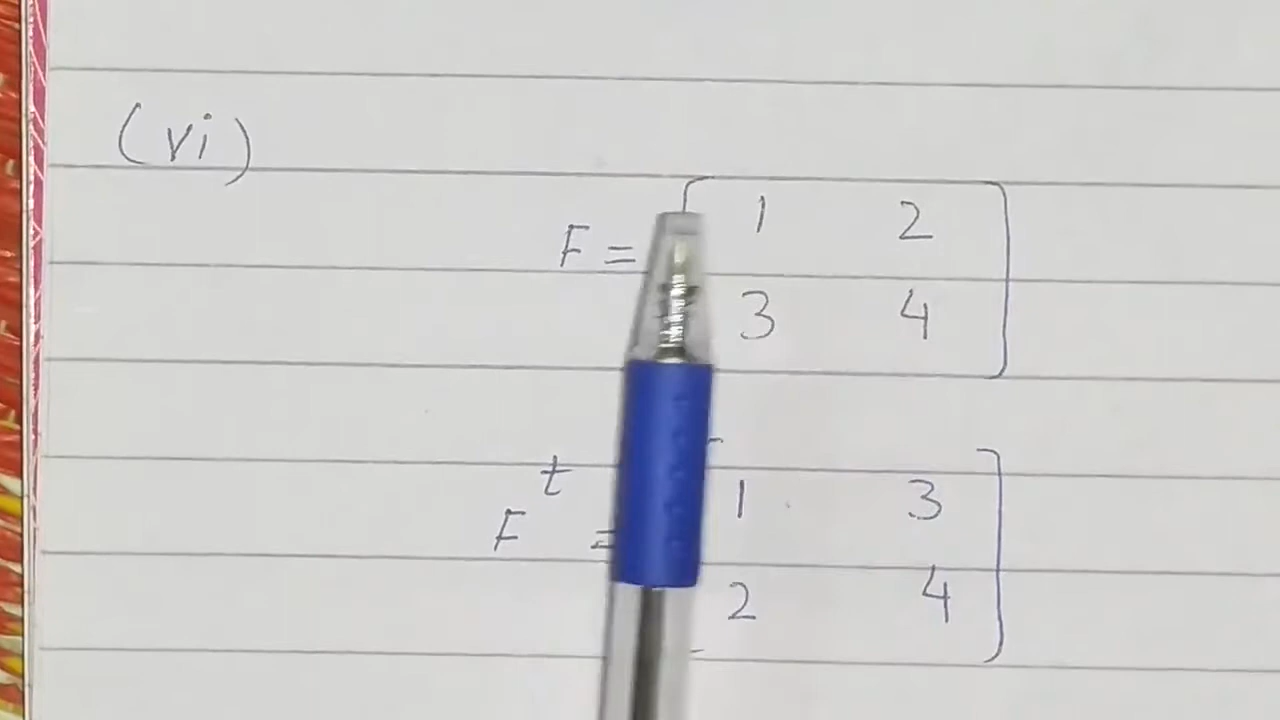 (vi)
F = 1 2
3 4
t
F = 1 3
2 4